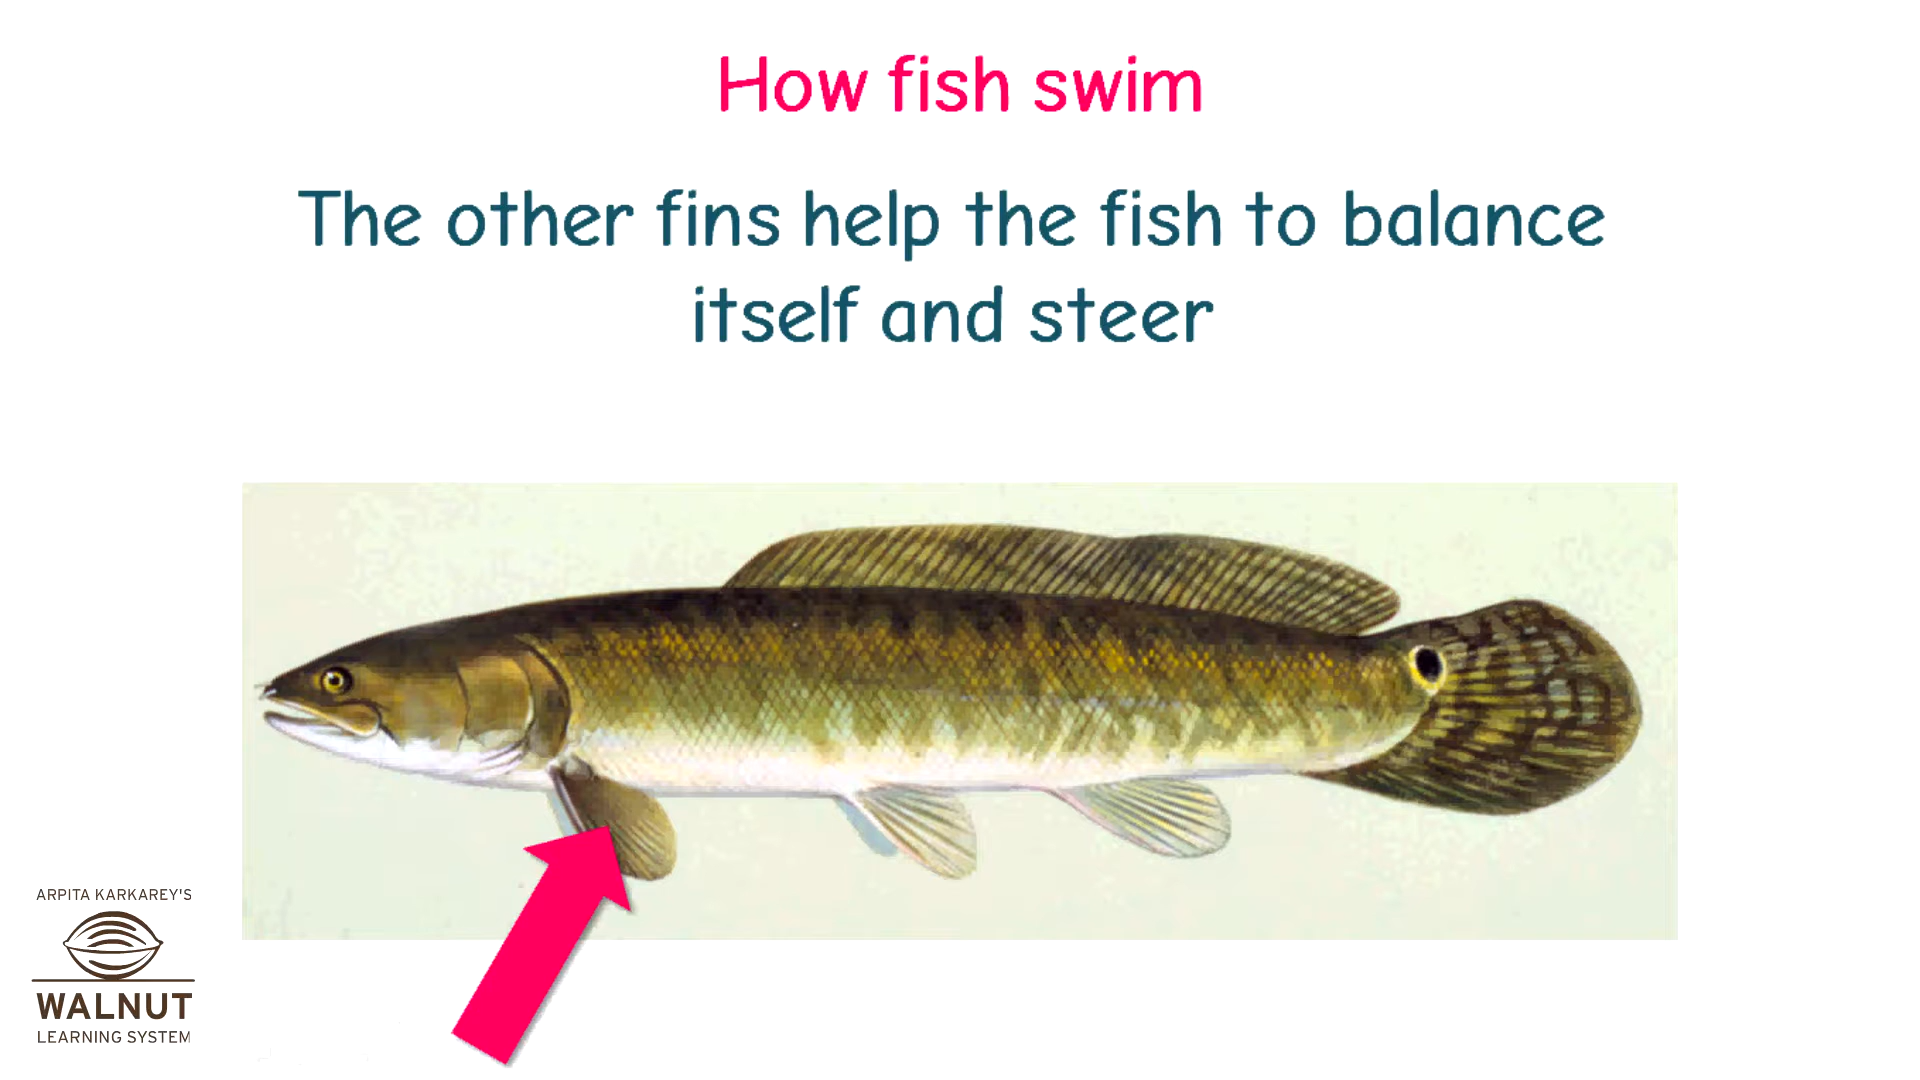 How fish swim
The other fins help the fish to balance
itself and steer
ARPITA KARKAREY'S
WALNUT
LEARNING SYSTEM